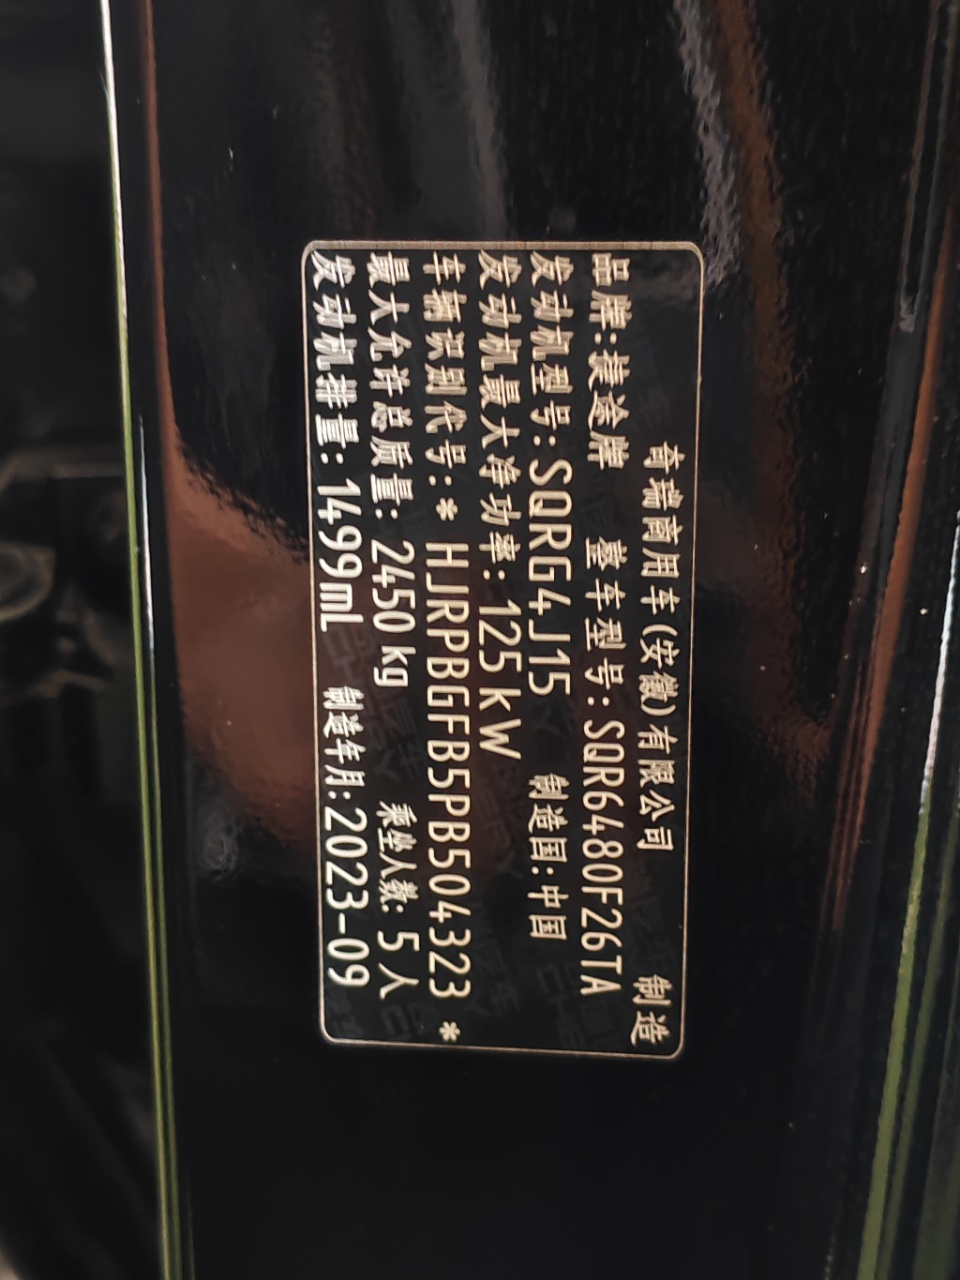 奇瑞商用车(安徽)有限公司 制造
品牌:捷途牌 整车型号:SQR6480F26TA
发动机型号:SQRG4J15 制造国:中国
发动机最大净功率:125kW
车辆识别代号:* HJRPBGFB5PB504323 *
最大允许总质量: 2450 kg 乘坐人数: 5 人
发动机排量: 1499mL 制造年月:2023-09